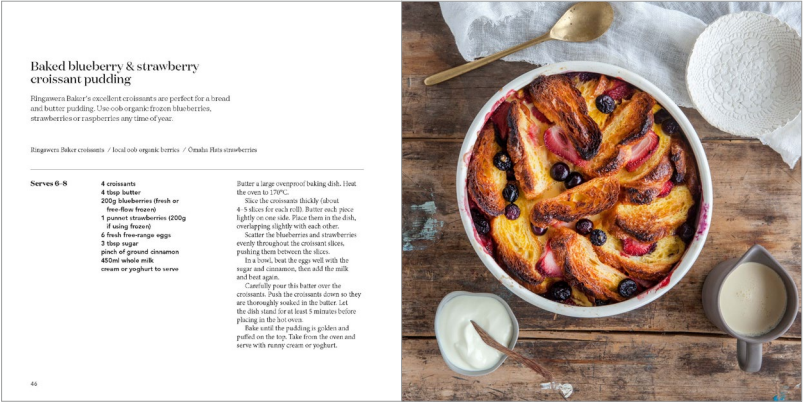 Baked blueberry & strawberry
croissant pudding
Ringawera Baker's excellent croissants are perfect for a bread
and butter pudding. Use oob organic frozen blueberries,
strawberries or raspberries any time of year.
Ringawera Baker croissants / local oob organic berries / Omaha Flats strawberries
Serves 6–8
4 croissants
4 tbsp butter
200g blueberries (fresh or
free-flow frozen)
1 punnet strawberries (200g
if using frozen)
6 fresh free-range eggs
3 tbsp sugar
pinch of ground cinnamon
450ml whole milk
cream or yoghurt to serve
Butter a large ovenproof baking dish. Heat
the oven to 170°C.
Slice the croissants thickly (about
4–5 slices for each roll). Butter each piece
lightly on one side. Place them in the dish,
overlapping slightly with each other.
Scatter the blueberries and strawberries
evenly throughout the croissant slices,
pushing them between the slices.
In a bowl, beat the eggs well with the
sugar and cinnamon, then add the milk
and beat again.
Carefully pour this batter over the
croissants. Push the croissants down so they
are thoroughly soaked in the batter. Let
the dish stand for at least 5 minutes before
placing in the hot oven.
Bake until the pudding is golden and
puffed on the top. Take from the oven and
serve with runny cream or yoghurt.
46